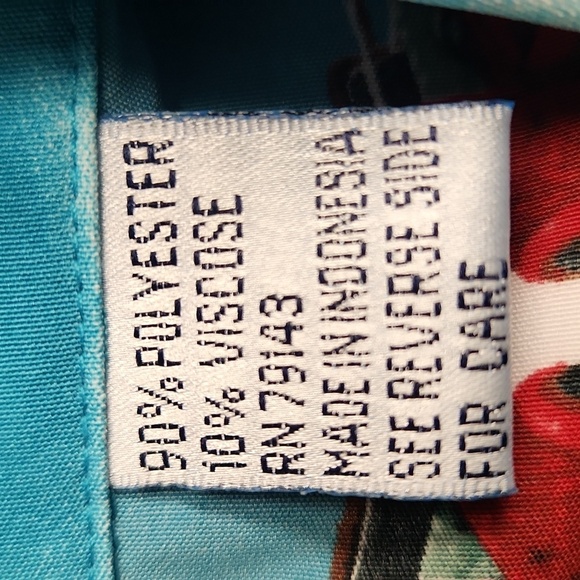 90% POLYESTER
10% VISCOSE
RN 79143
MADE IN INDONESIA
SEE REVERSE SIDE
FOR CARE